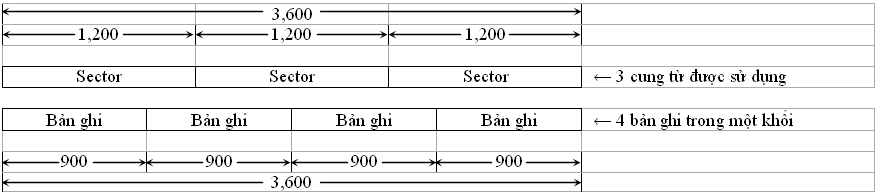 3,600
1,200 1,200 1,200
Sector Sector Sector ← 3 cung từ được sử dụng
Bản ghi Bản ghi Bản ghi Bản ghi ← 4 bản ghi trong một khối
900 900 900 900
3,600